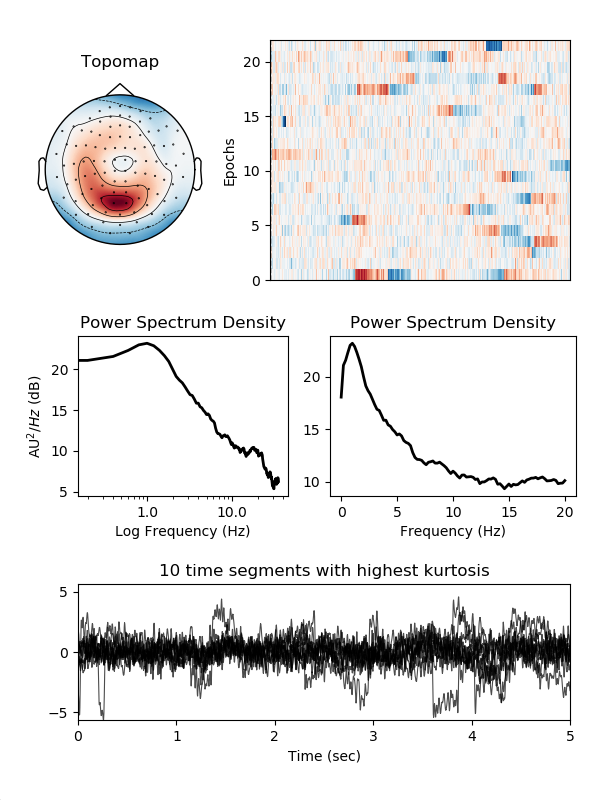 Topomap
Epochs
20
15
10
5
0
Power Spectrum Density
AU²/Hz (dB)
20
15
10
5
1.0 10.0
Log Frequency (Hz)
Power Spectrum Density
20
15
10
0 5 10 15 20
Frequency (Hz)
10 time segments with highest kurtosis
5
0
−5
0 1 2 3 4 5
Time (sec)